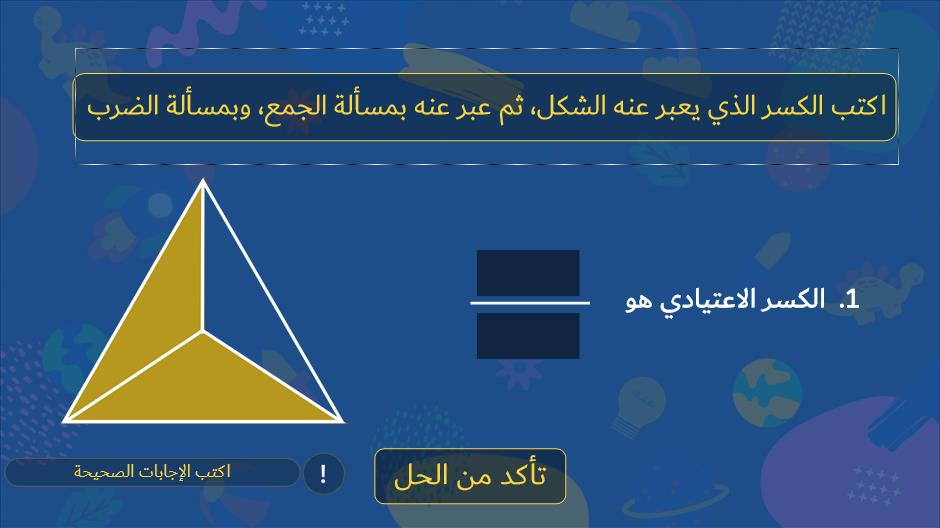 اكتب الكسر الذي يعبر عنه الشكل، ثم عبر عنه بمسألة الجمع، وبمسألة الضرب
1. الكسر الاعتيادي هو
تأكد من الحل
!
اكتب الإجابات الصحيحة